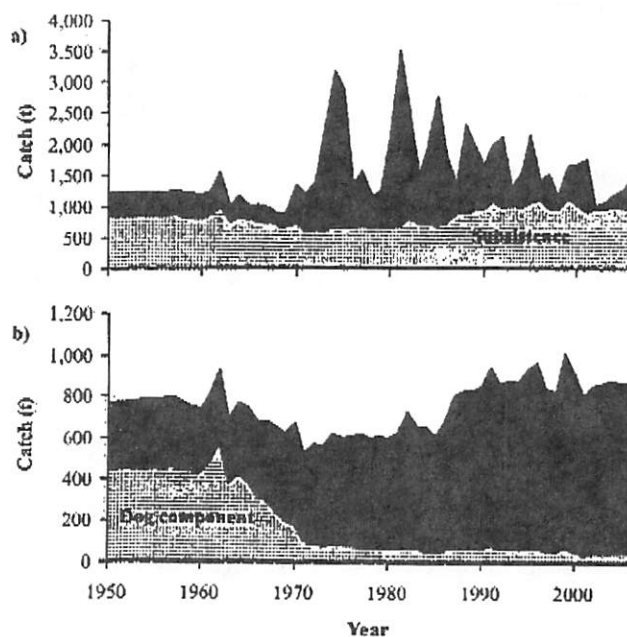 a)
4,000
3,500
3,000
2,500
2,000
1,500
1,000
500
0
Catch (t)
Subsistence
b)
1,200
1,000
800
600
400
200
0
Catch (t)
Dog component
1950 1960 1970 1980 1990 2000
Year